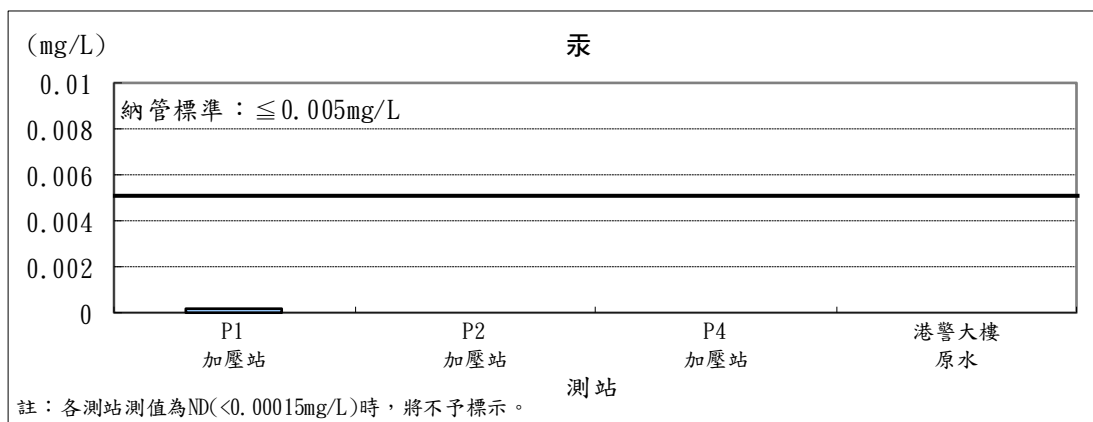 (mg/L)
汞
0.01
納管標準：≦0.005mg/L
0.008
0.006
0.004
0.002
0
P1
加壓站
P2
加壓站
P4
加壓站
港警大樓
原水
測站
註：各測站測值為ND(<0.00015mg/L)時，將不予標示。